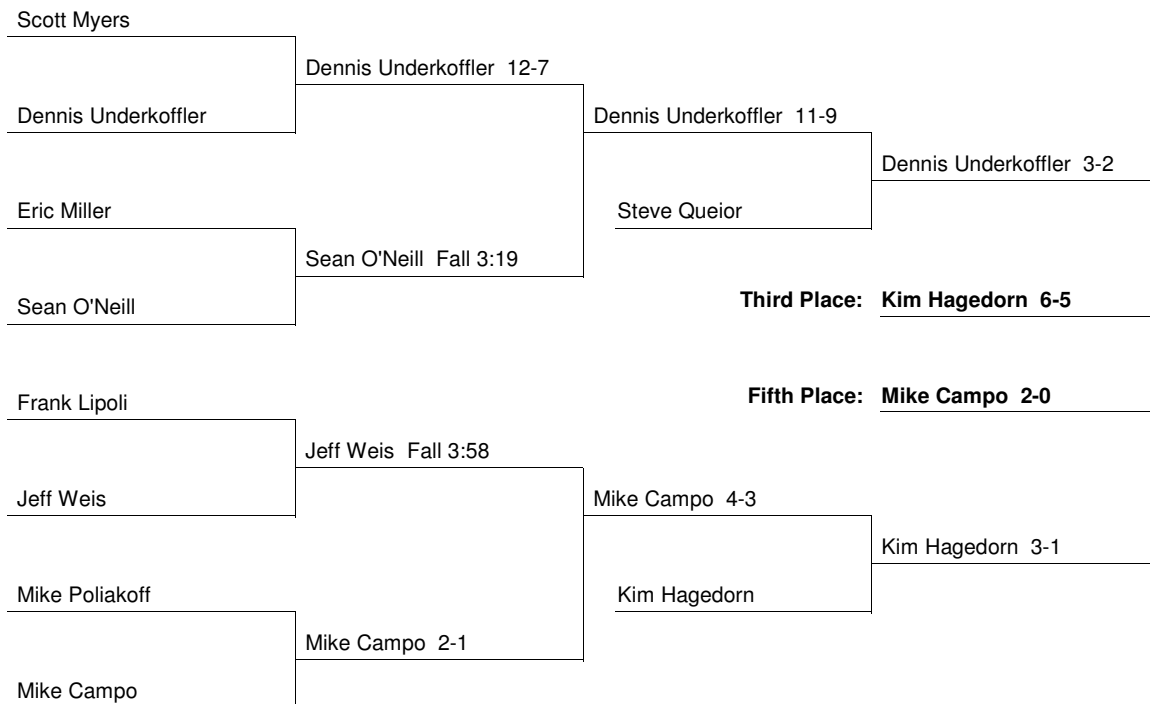 Scott Myers
Dennis Underkoffler 12-7
Dennis Underkoffler
Dennis Underkoffler 11-9
Dennis Underkoffler 3-2
Eric Miller
Steve Queior
Sean O'Neill Fall 3:19
Sean O'Neill
Third Place: Kim Hagedorn 6-5
Frank Lipoli
Fifth Place: Mike Campo 2-0
Jeff Weis Fall 3:58
Jeff Weis
Mike Campo 4-3
Kim Hagedorn 3-1
Mike Poliakoff
Kim Hagedorn
Mike Campo 2-1
Mike Campo